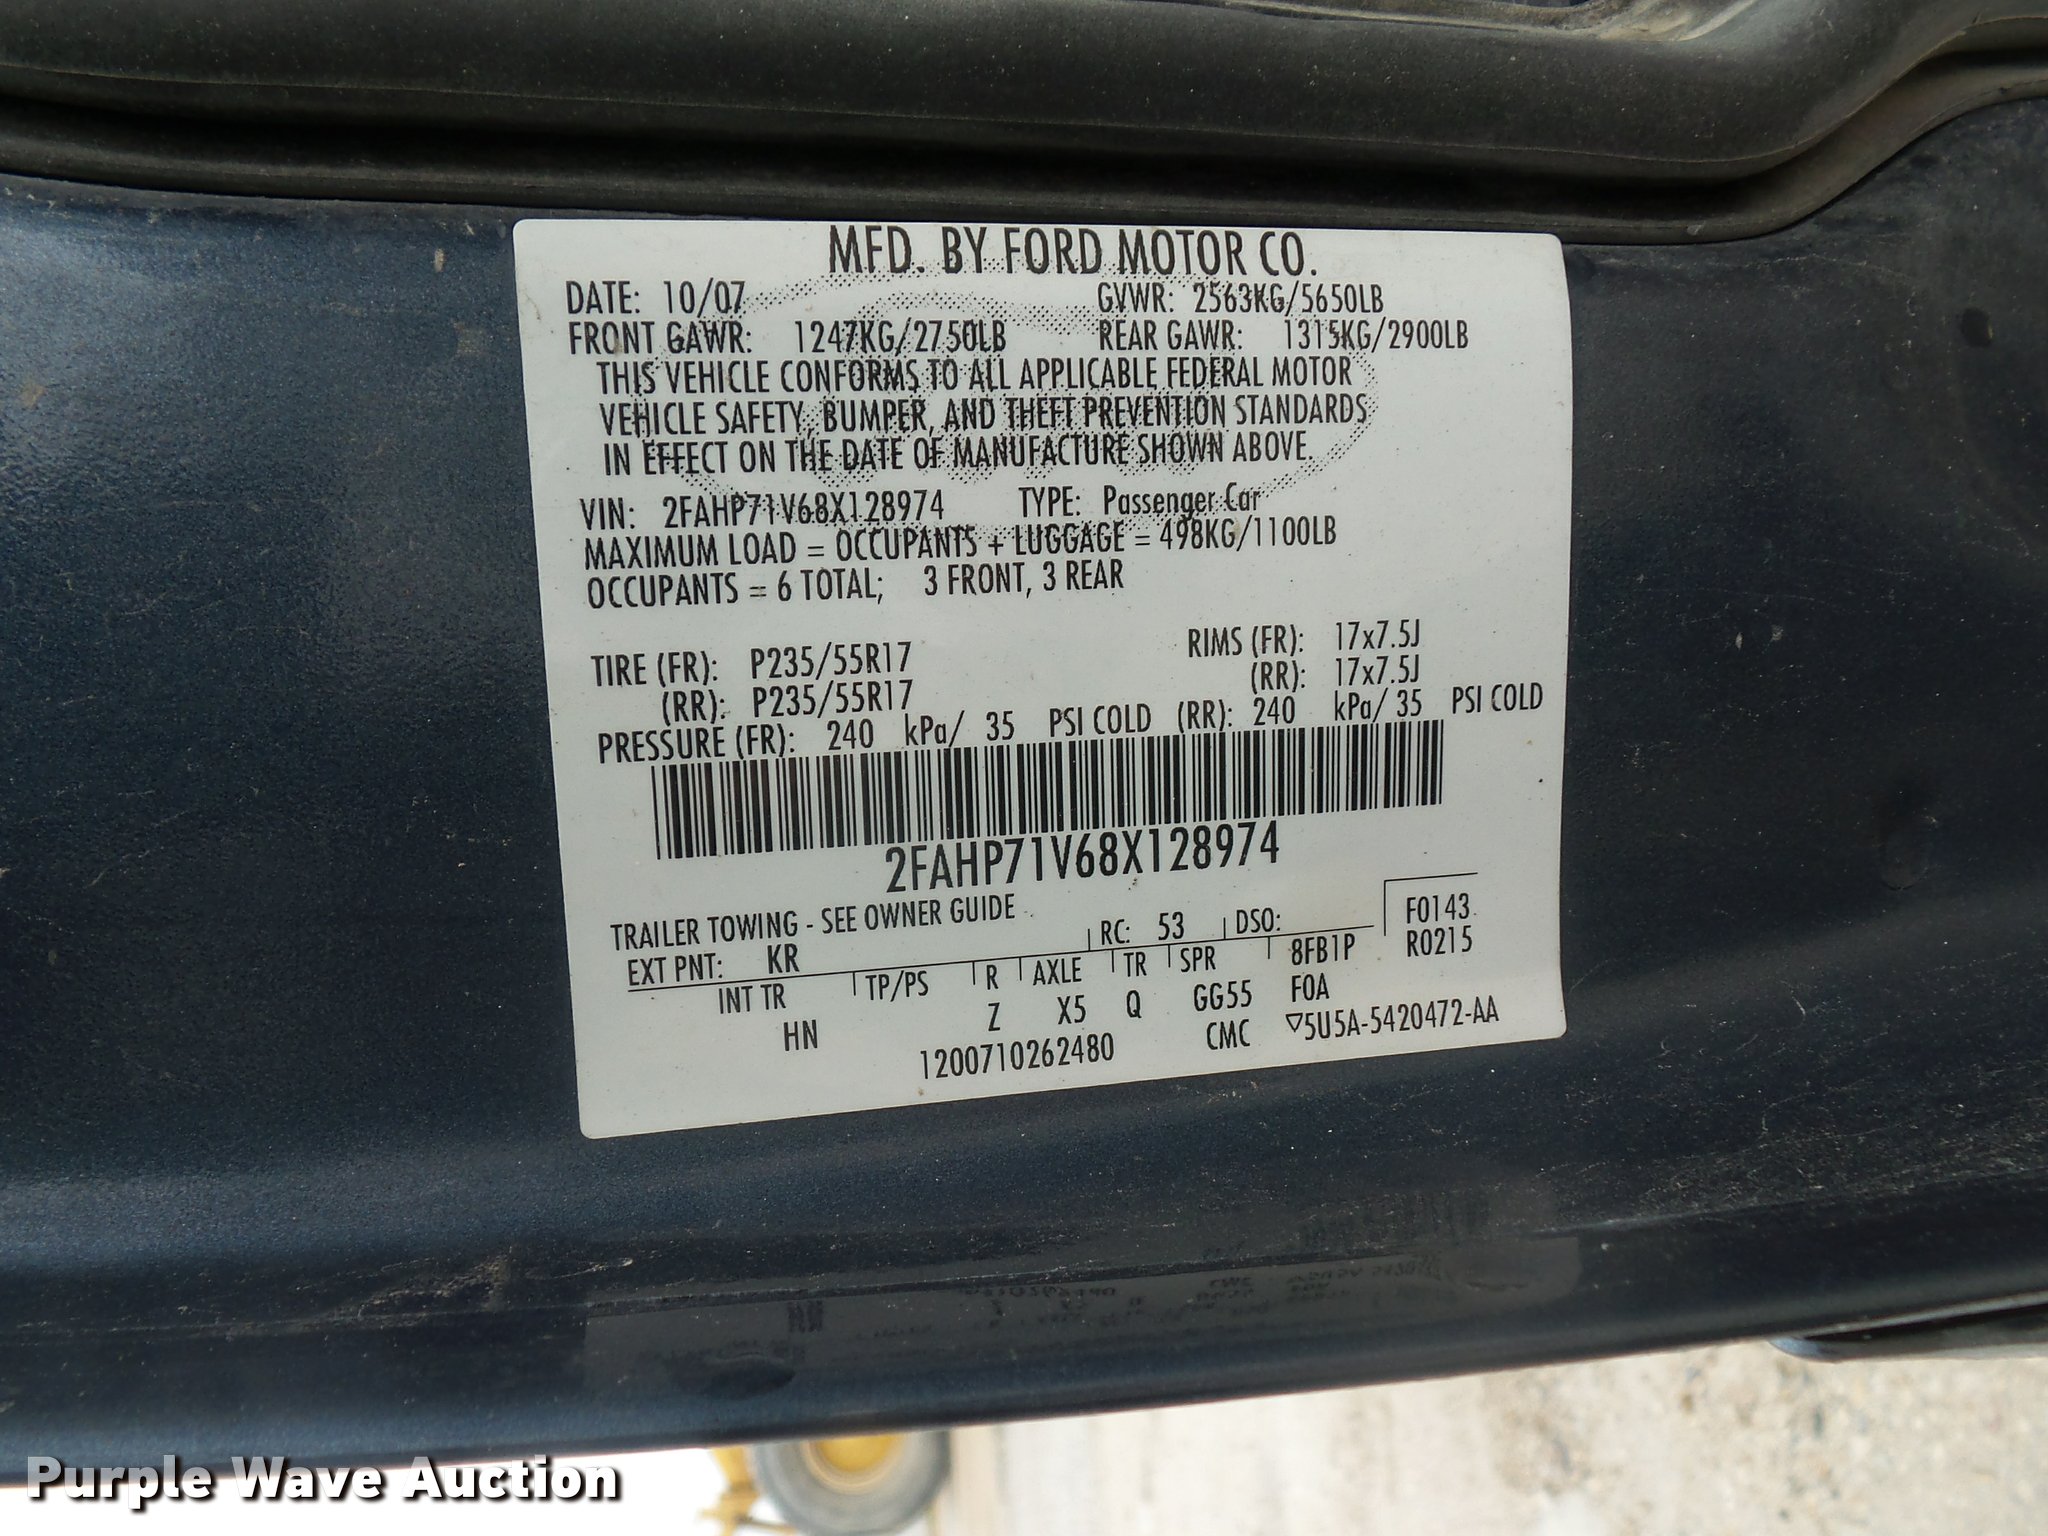 MFD. BY FORD MOTOR CO.
DATE: 10/07 GVWR: 2563KG/5650LB
FRONT GAWR: 1247KG/2750LB REAR GAWR: 1315KG/2900LB
THIS VEHICLE CONFORMS TO ALL APPLICABLE FEDERAL MOTOR
VEHICLE SAFETY, BUMPER, AND THEFT PREVENTION STANDARDS
IN EFFECT ON THE DATE OF MANUFACTURE SHOWN ABOVE.
VIN: 2FAHP71V68X128974 TYPE: Passenger Car
MAXIMUM LOAD = OCCUPANTS + LUGGAGE = 498KG/1100LB
OCCUPANTS = 6 TOTAL; 3 FRONT, 3 REAR
TIRE (FR): P235/55R17 RIMS (FR): 17x7.5J
(RR): P235/55R17 (RR): 17x7.5J
PRESSURE (FR): 240 kPa/ 35 PSI COLD (RR): 240 kPa/ 35 PSI COLD
2FAHP71V68X128974
TRAILER TOWING - SEE OWNER GUIDE
EXT PNT: KR RC: 53 DSO: F0143
INT TR TP/PS R AXLE TR SPR 8FB1P R0215
HN Z X5 Q GG55 F0A
1200710262480 CMC ▽5U5A-5420472-AA
Purple Wave Auction